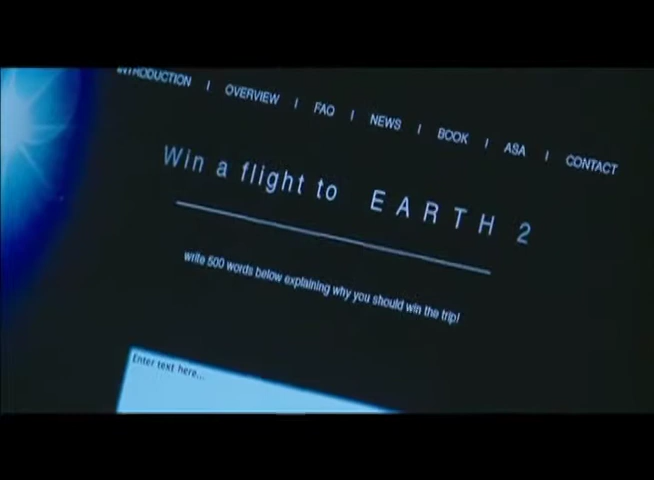 INTRODUCTION | OVERVIEW | FAQ | NEWS | BOOK | ASA | CONTACT
Win a flight to EARTH 2
write 500 words below explaining why you should win the trip!
Enter text here...